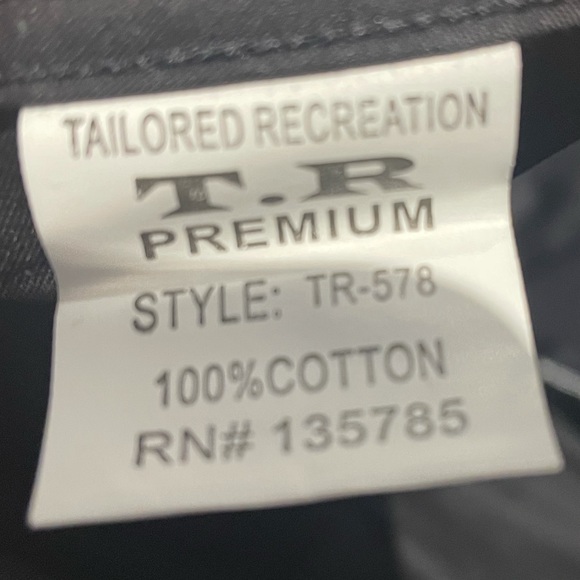 TAILORED RECREATION
T.R
PREMIUM
STYLE: TR-578
100%COTTON
RN# 135785